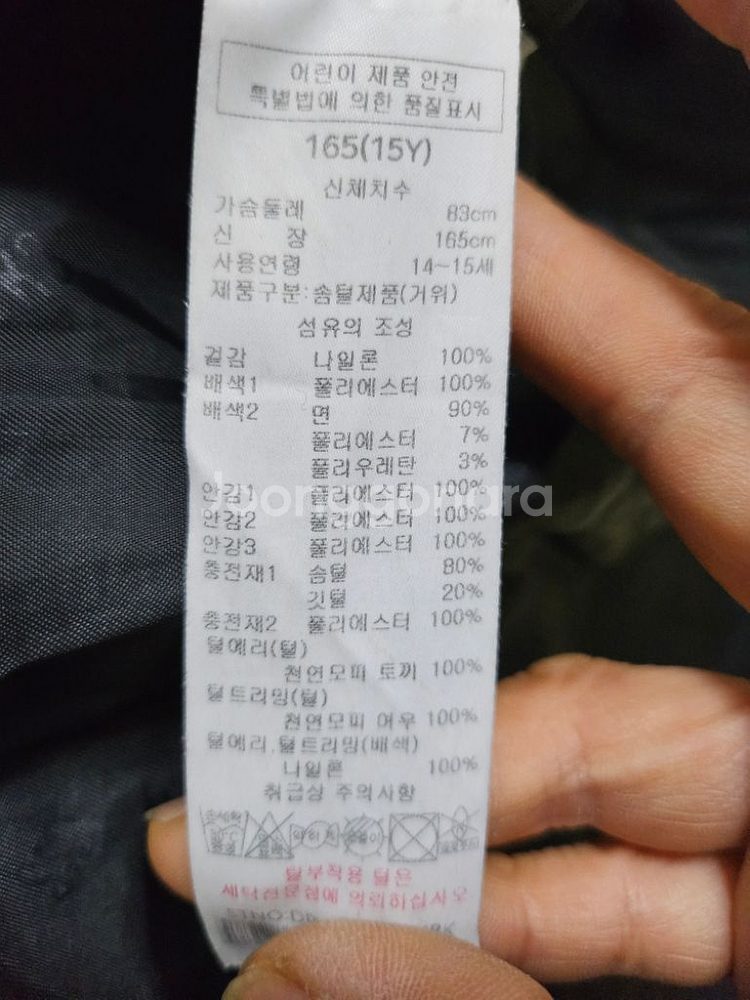 어린이 제품 안전
특별법에 의한 품질표시
165(15Y)
신체치수
가슴둘레 83cm
신 장 165cm
사용연령 14~15세
제품구분:솜털제품(거위)
섬유의 조성
겉감 나일론 100%
배색1 폴리에스터 100%
배색2 면 90%
폴리에스터 7%
폴리우레탄 3%
안감1 폴리에스터 100%
안감2 폴리에스터 100%
안감3 폴리에스터 100%
충전재1 솜털 80%
깃털 20%
충전재2 폴리에스터 100%
털에리(털)
천연모피 토끼 100%
털트리밍(털)
천연모피 여우 100%
털에리,털트리밍(배색)
나일론 100%
취급상 주의사항
탈부착용 털은
세탁전문점에 의뢰하십시오